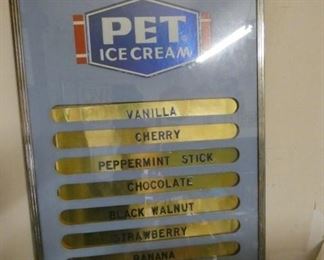 PET
ICE CREAM
VANILLA
CHERRY
PEPPERMINT STICK
CHOCOLATE
BLACK WALNUT
STRAWBERRY
BANANA